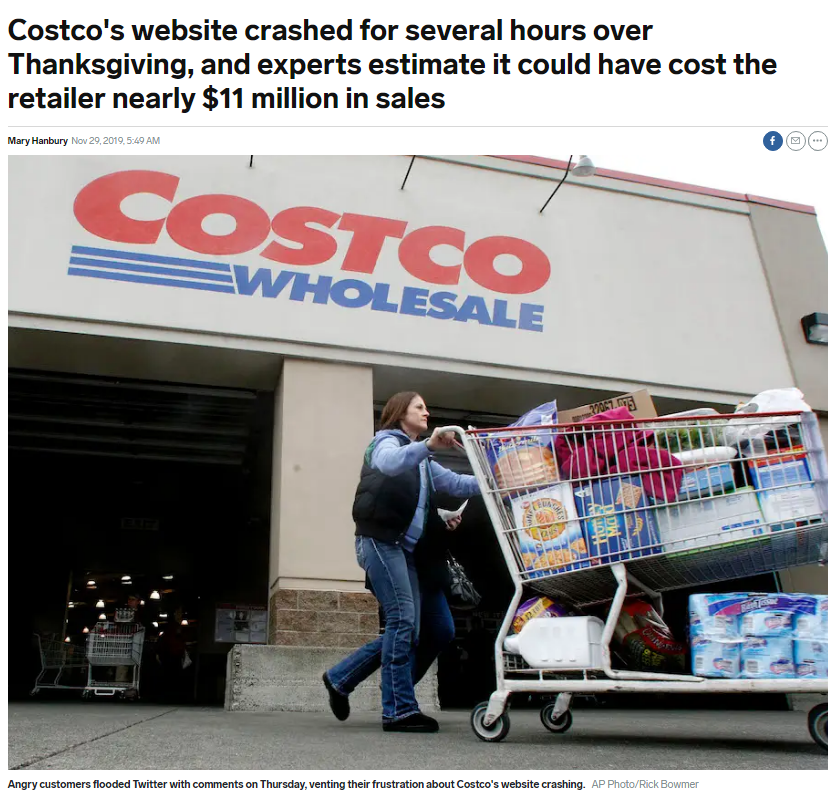 Costco's website crashed for several hours over
Thanksgiving, and experts estimate it could have cost the
retailer nearly $11 million in sales
Mary Hanbury Nov 29, 2019, 5:49 AM
COSTCO
WHOLESALE
Angry customers flooded Twitter with comments on Thursday, venting their frustration about Costco's website crashing. AP Photo/Rick Bowmer